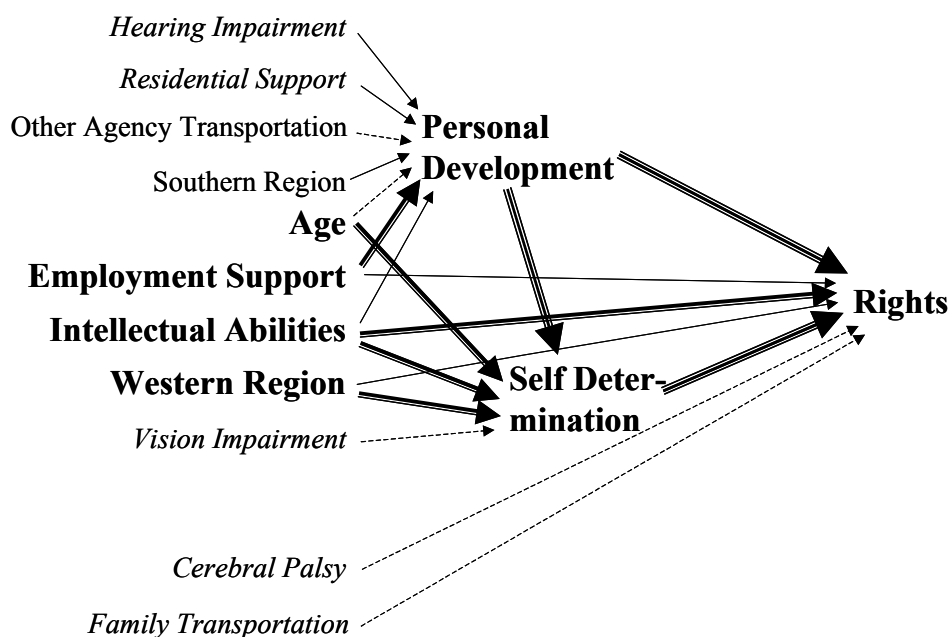 Hearing Impairment
Residential Support
Other Agency Transportation
Personal
Development
Southern Region
Age
Employment Support
Intellectual Abilities
Rights
Western Region
Self Deter-
mination
Vision Impairment
Cerebral Palsy
Family Transportation